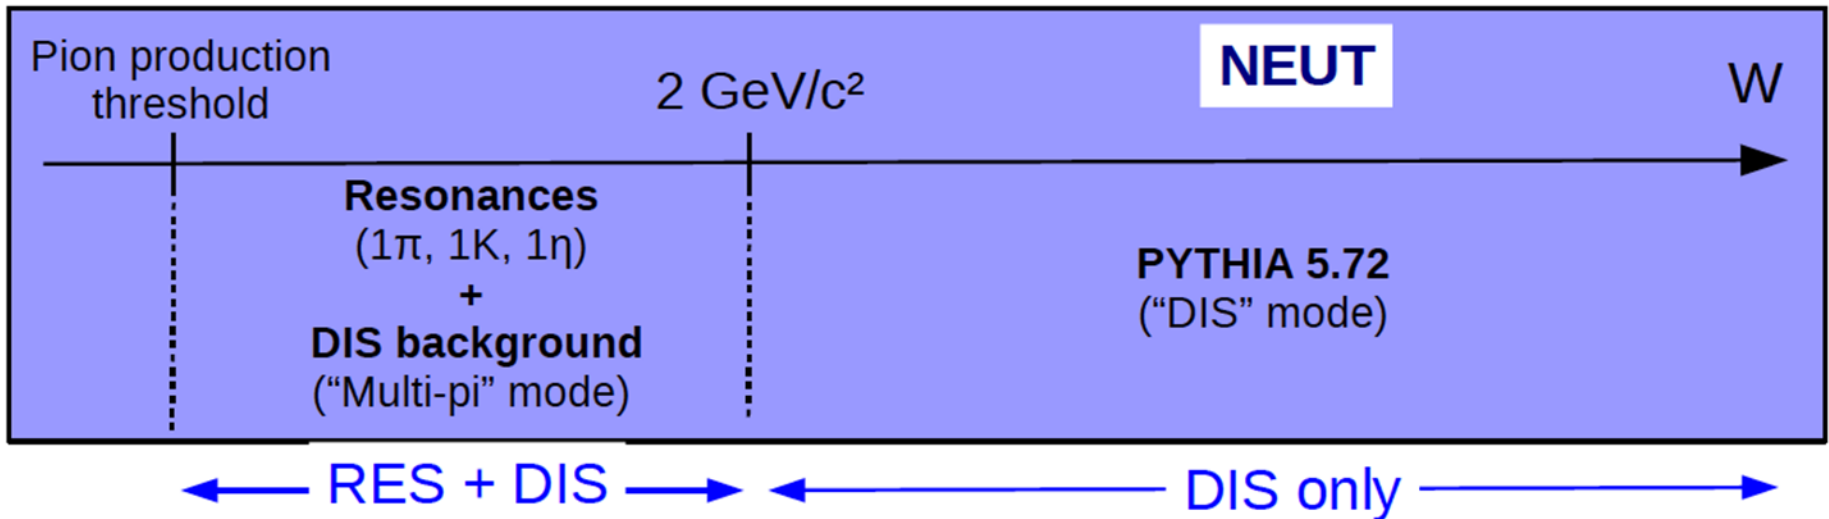 Pion production
threshold
2 GeV/c²
NEUT
W
Resonances
(1π, 1K, 1η)
+
DIS background
(“Multi-pi” mode)
PYTHIA 5.72
(“DIS” mode)
RES + DIS
DIS only